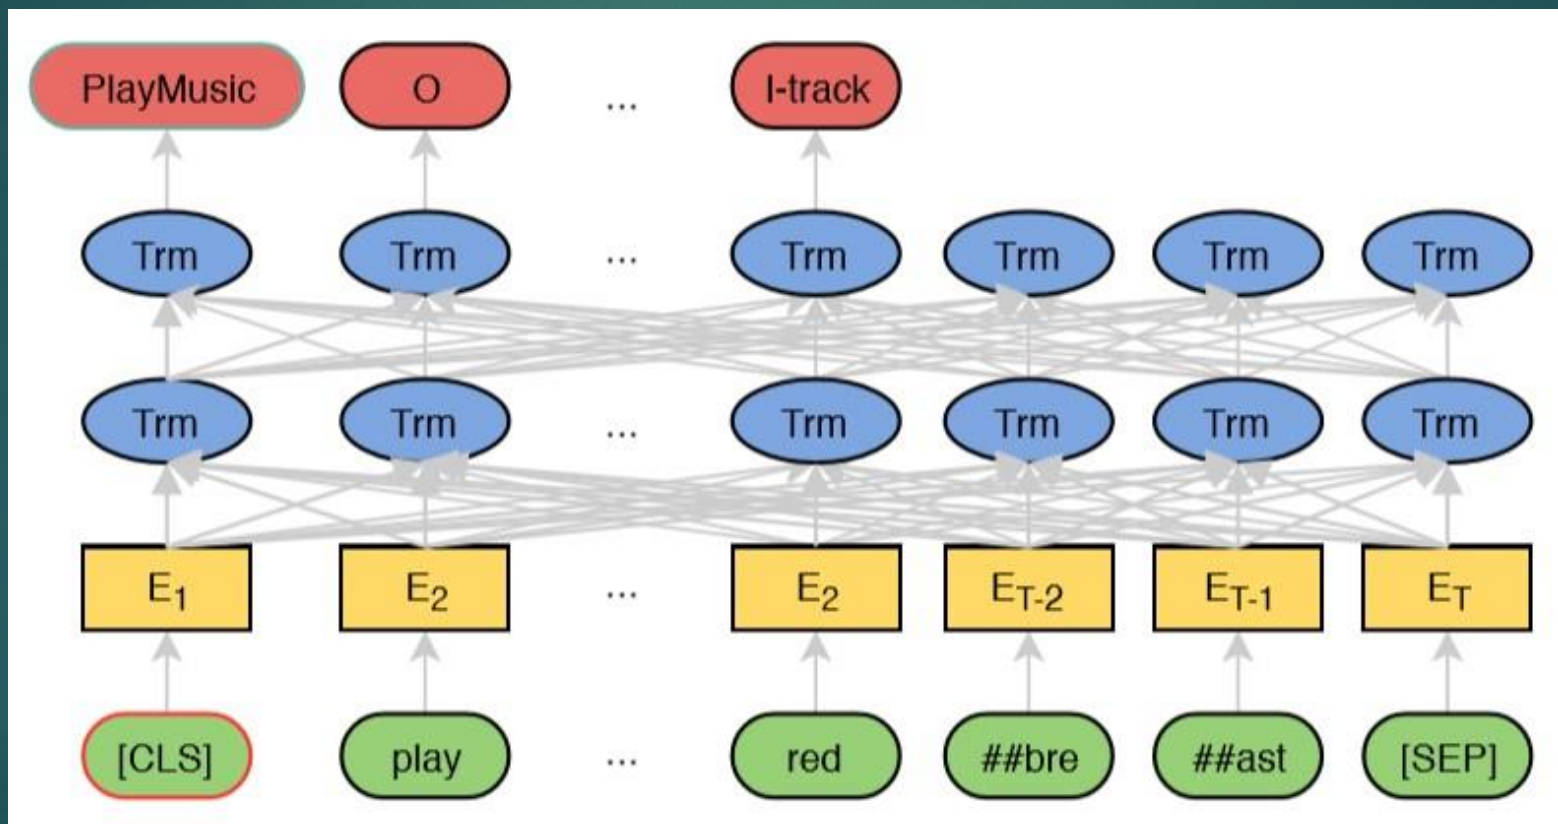 PlayMusic O ... I-track
Trm Trm ... Trm Trm Trm Trm
Trm Trm ... Trm Trm Trm Trm
E1 E2 ... E2 ET-2 ET-1 ET
[CLS] play ... red ##bre ##ast [SEP]